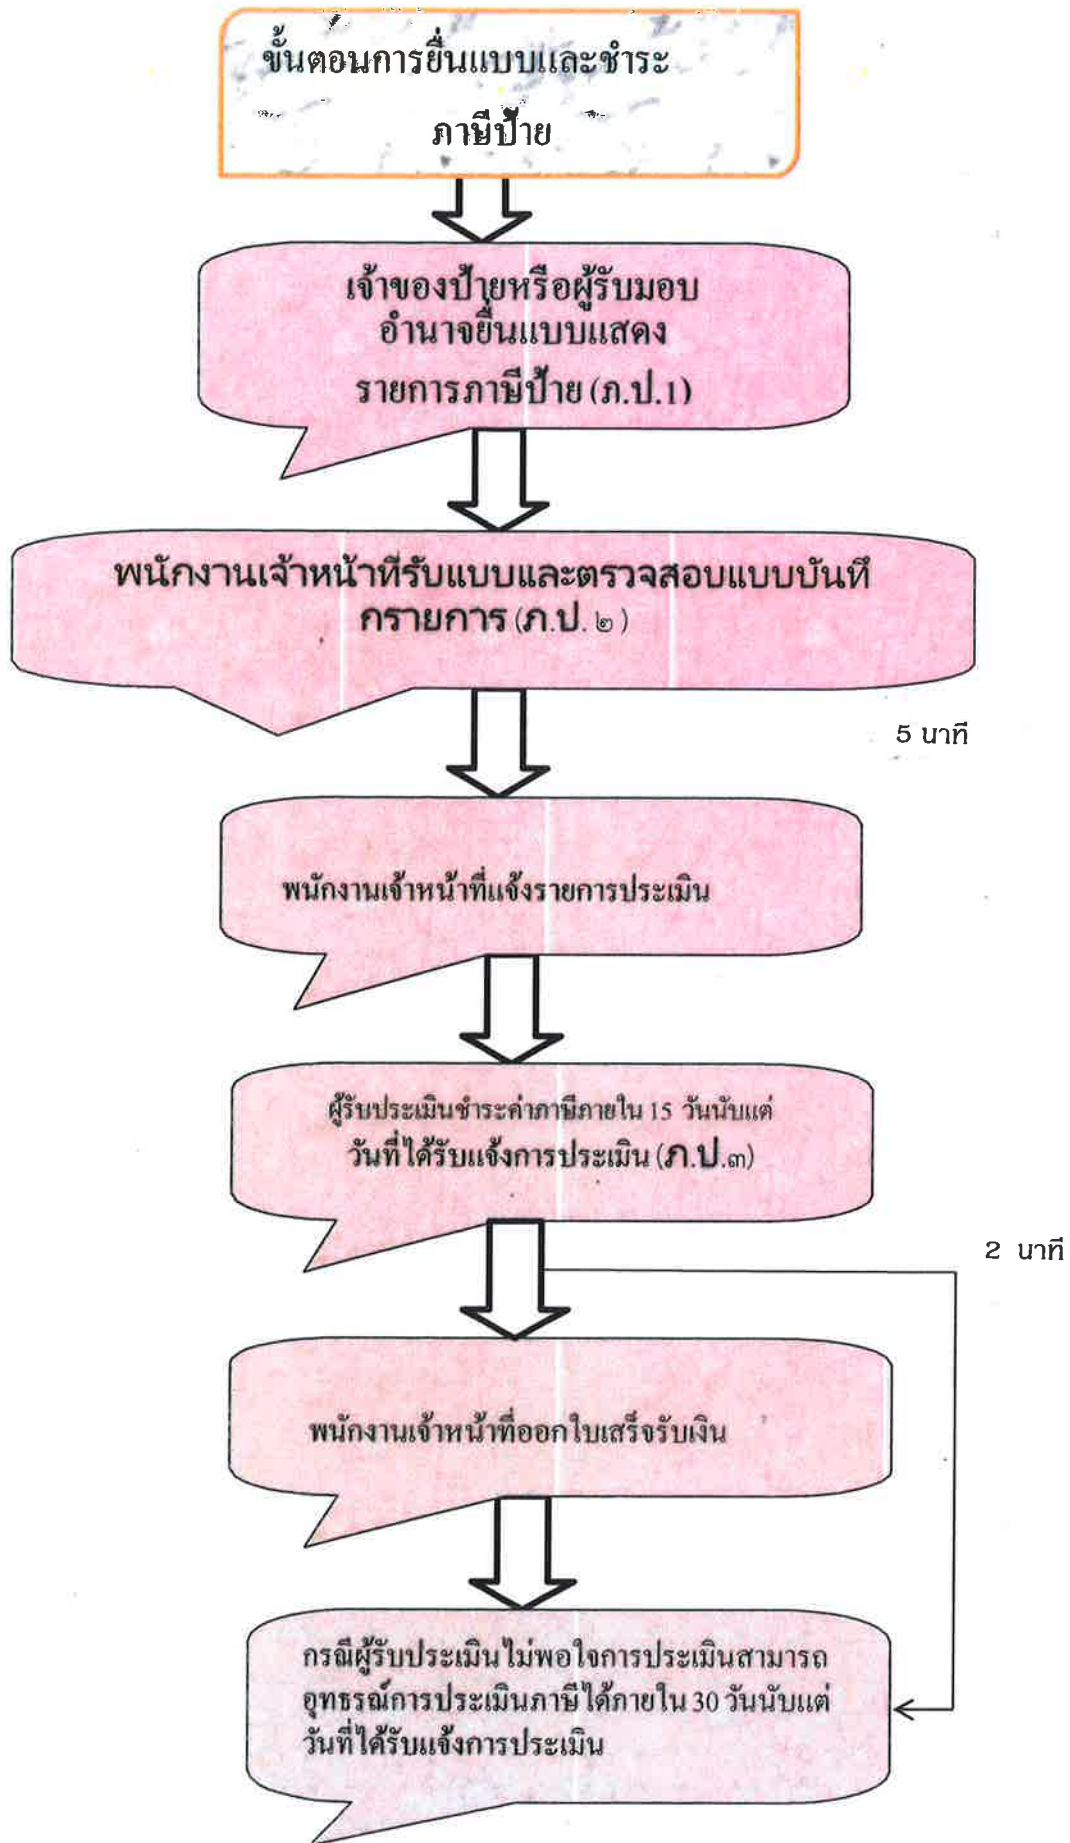 ขั้นตอนการยื่นแบบและชำระ
ภาษีป้าย
เจ้าของป้ายหรือผู้รับมอบ
อำนาจยื่นแบบแสดง
รายการภาษีป้าย (ภ.ป.1)
พนักงานเจ้าหน้าที่รับแบบและตรวจสอบแบบบันทึ
กรายการ (ภ.ป. ๒ )
5 นาที
พนักงานเจ้าหน้าที่แจ้งรายการประเมิน
ผู้รับประเมินชำระค่าภาษีภายใน 15 วันนับแต่
วันที่ได้รับแจ้งการประเมิน (ภ.ป.๓)
2 นาที
พนักงานเจ้าหน้าที่ออกใบเสร็จรับเงิน
กรณีผู้รับประเมินไม่พอใจการประเมินสามารถ
อุทธรณ์การประเมินภาษีได้ภายใน 30 วันนับแต่
วันที่ได้รับแจ้งการประเมิน